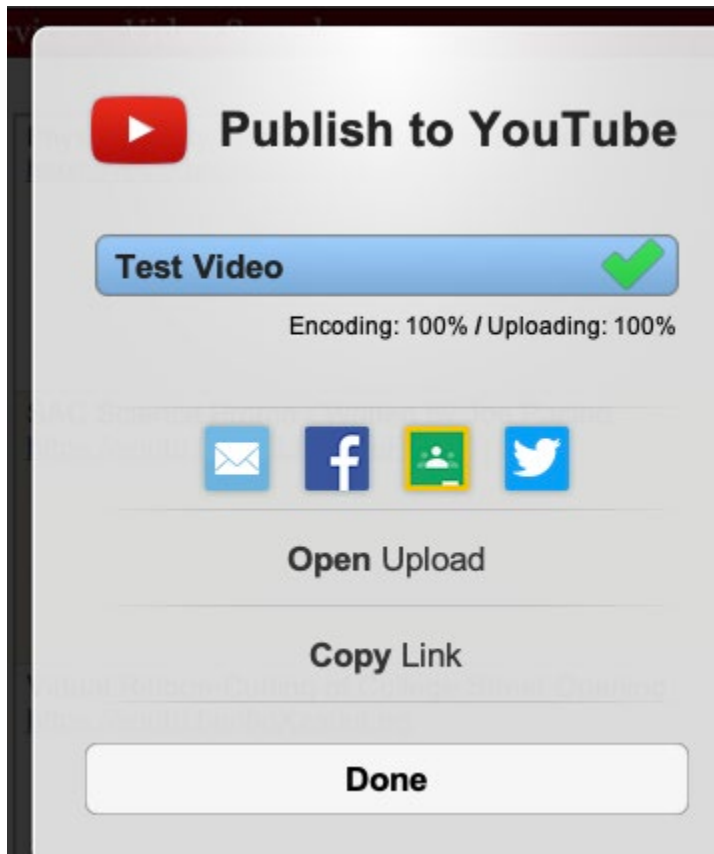 Publish to YouTube
Test Video
Encoding: 100% / Uploading: 100%
Open Upload
Copy Link
Done